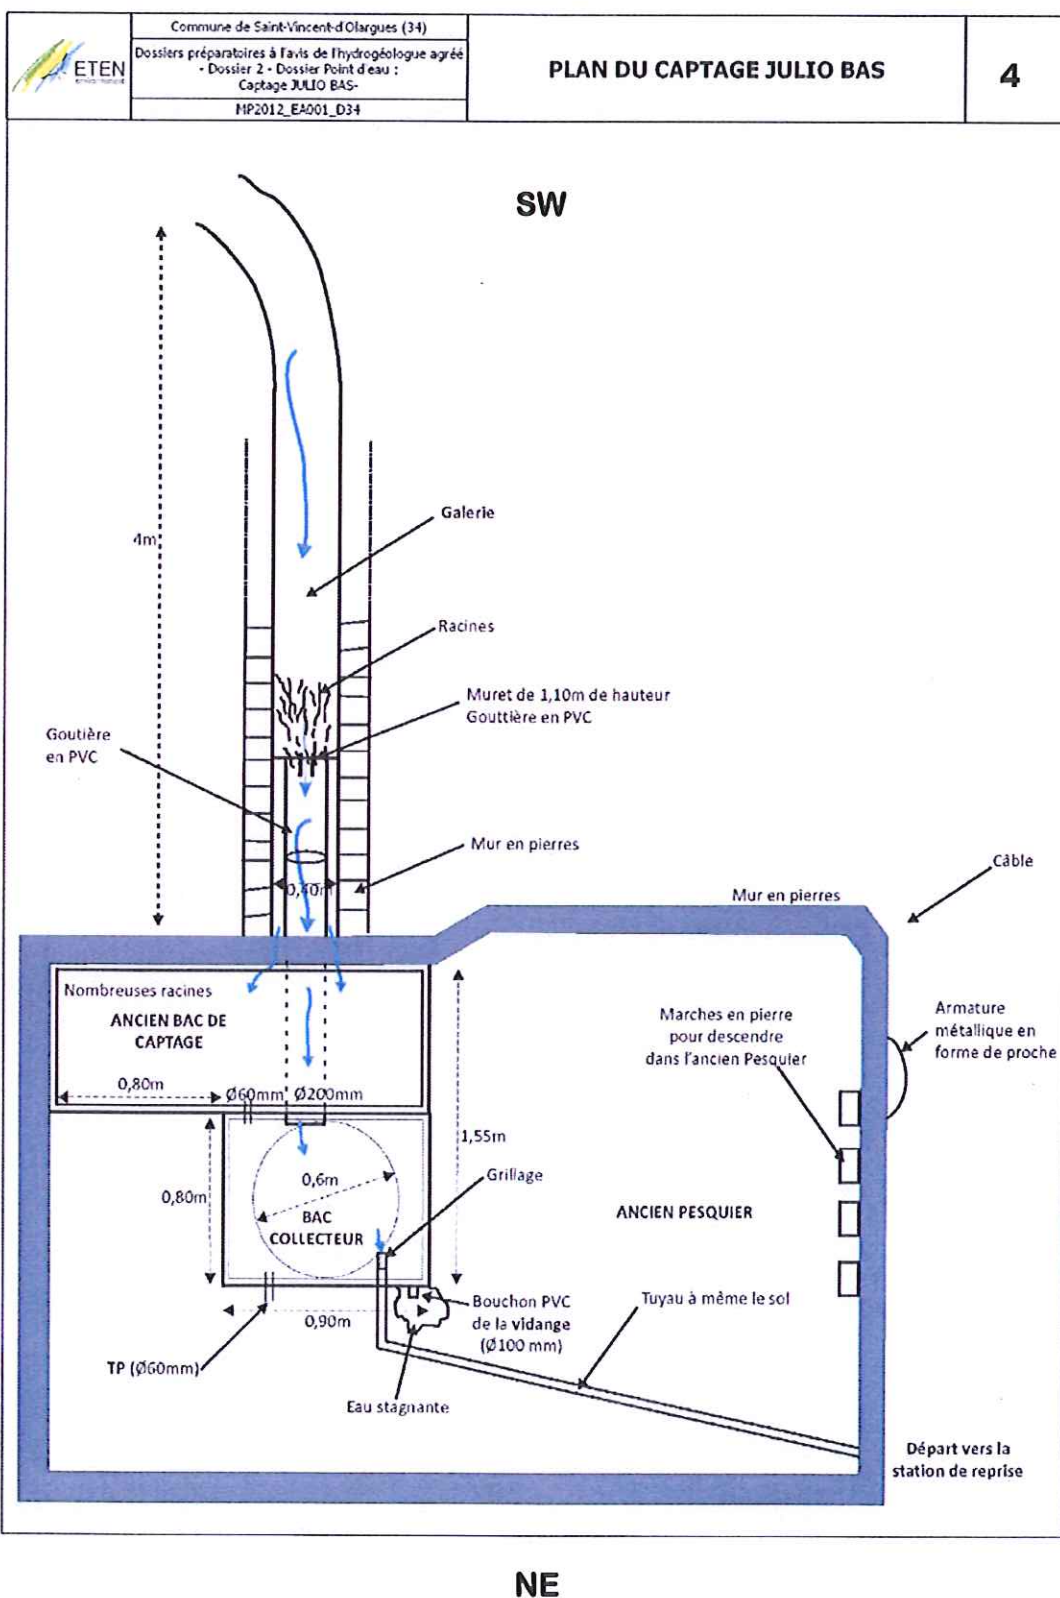 ETEN
Commune de Saint-Vincent-d'Olargues (34)
Dossiers préparatoires à l'avis de l'hydrogéologue agréé
- Dossier 2 - Dossier Point d'eau :
Captage JULIO BAS-
MP2012_EA001_D34
PLAN DU CAPTAGE JULIO BAS
4
SW
4m
Galerie
Racines
Muret de 1,10m de hauteur
Gouttière en PVC
Goutière
en PVC
Mur en pierres
0,40m
Câble
Mur en pierres
Nombreuses racines
ANCIEN BAC DE
CAPTAGE
Marches en pierre
pour descendre
dans l'ancien Pesquier
Armature
métallique en
forme de proche
0,80m
Ø60mm
Ø200mm
1,55m
Grillage
0,80m
0,6m
BAC
COLLECTEUR
ANCIEN PESQUIER
0,90m
Bouchon PVC
de la vidange
(Ø100 mm)
Tuyau à même le sol
TP (Ø60mm)
Eau stagnante
Départ vers la
station de reprise
NE